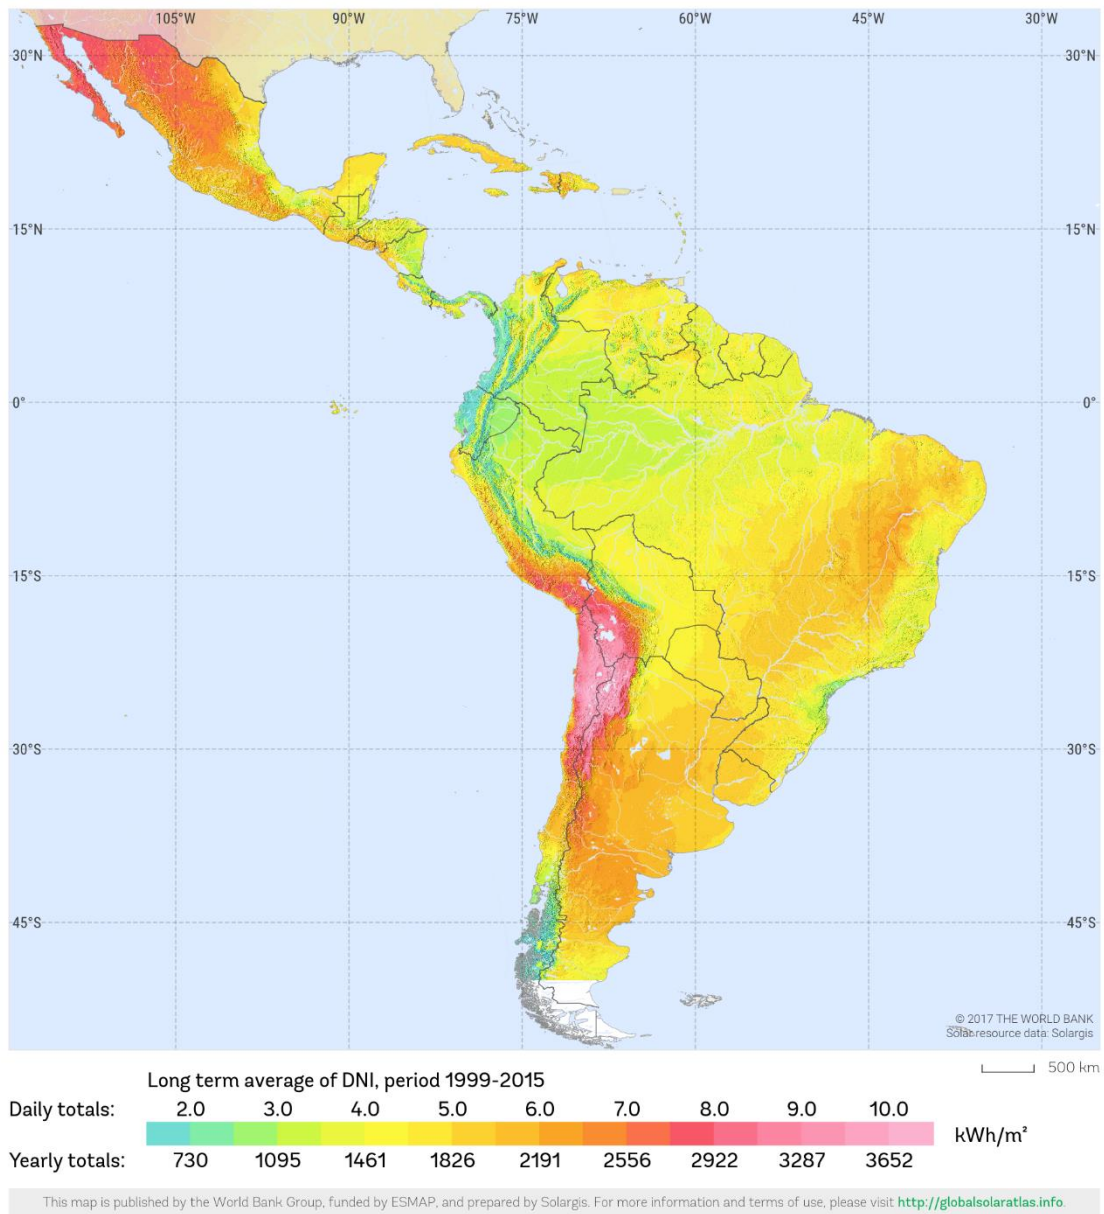 105°W 90°W 75°W 60°W 45°W 30°W
30°N 30°N
15°N 15°N
0° 0°
15°S 15°S
30°S 30°S
45°S 45°S
© 2017 THE WORLD BANK
Solar resource data: Solargis
500 km
Long term average of DNI, period 1999-2015
Daily totals: 2.0 3.0 4.0 5.0 6.0 7.0 8.0 9.0 10.0
kWh/m²
Yearly totals: 730 1095 1461 1826 2191 2556 2922 3287 3652
This map is published by the World Bank Group, funded by ESMAP, and prepared by Solargis. For more information and terms of use, please visit http://globalsolaratlas.info.